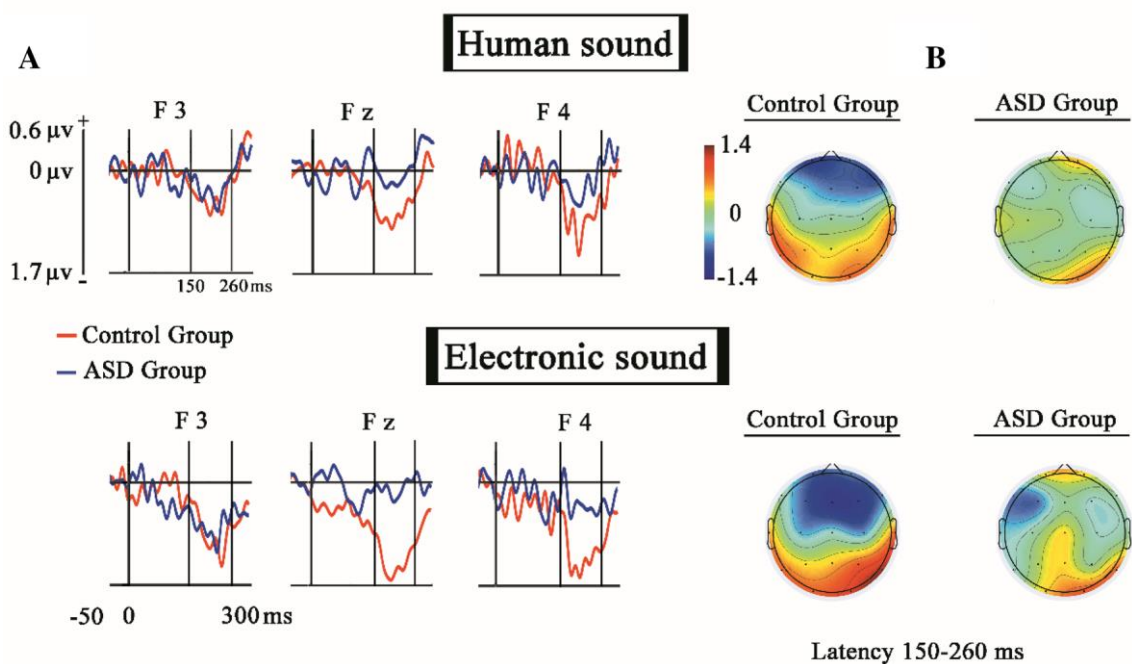 Human sound
A
B
F 3
F z
F 4
Control Group
ASD Group
0.6 μv +
0 μv
1.7 μv -
150 260 ms
1.4
0
-1.4
Control Group
ASD Group
Electronic sound
F 3
F z
F 4
Control Group
ASD Group
-50 0 300 ms
Latency 150-260 ms